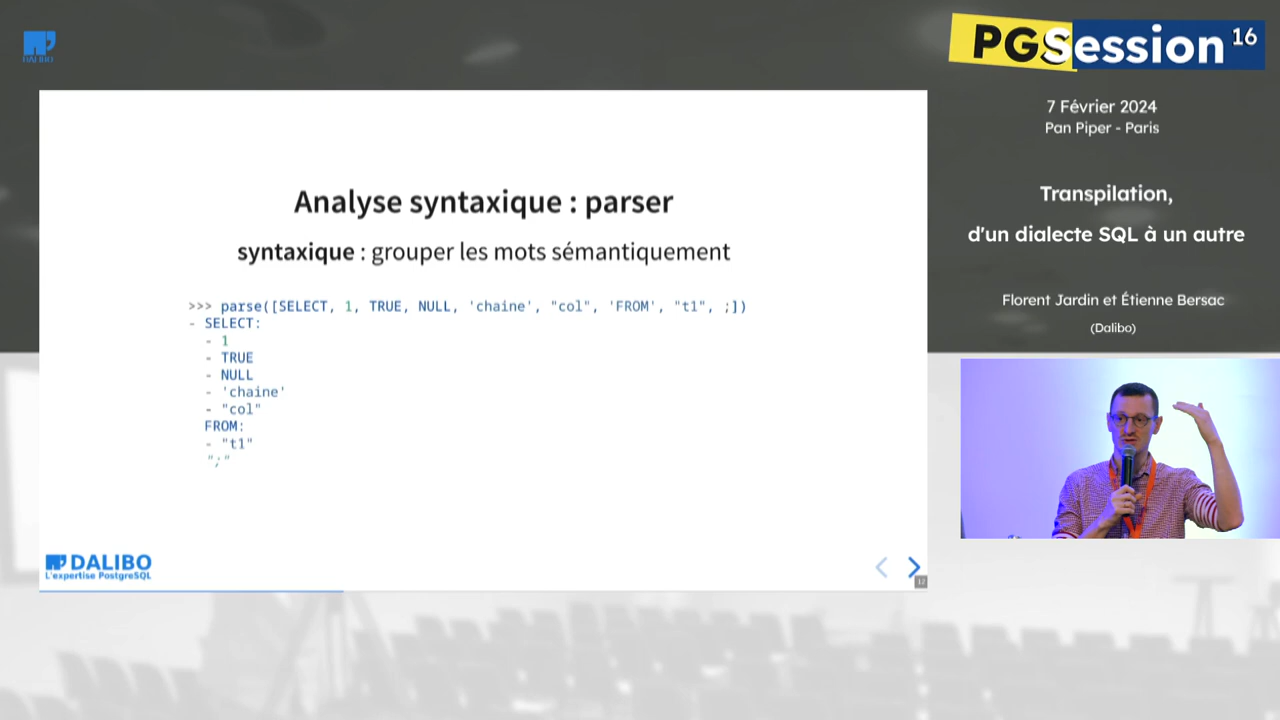 DALIBO
PGSession 16
7 Février 2024
Pan Piper - Paris
Transpilation,
d'un dialecte SQL à un autre
Florent Jardin et Étienne Bersac
(Dalibo)
Analyse syntaxique : parser
syntaxique : grouper les mots sémantiquement
>>> parse([SELECT, 1, TRUE, NULL, 'chaine', "col", 'FROM', "t1", ;])
- SELECT:
- 1
- TRUE
- NULL
- 'chaine'
- "col"
FROM:
- "t1"
";"
DALIBO
L'expertise PostgreSQL
12